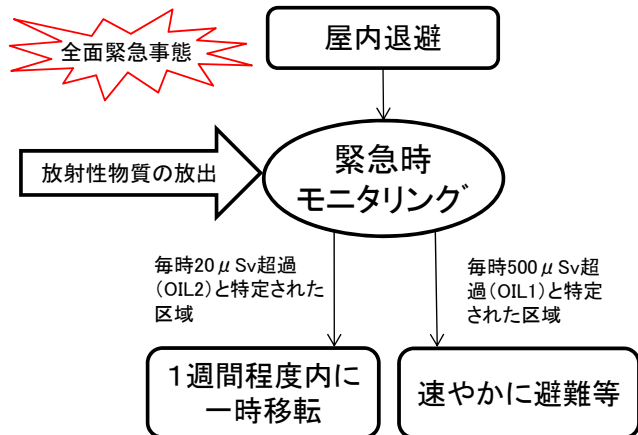 全面緊急事態
屋内退避
放射性物質の放出
緊急時
モニタリング
毎時20μSv超過
(OIL2)と特定された
区域
毎時500μSv超
過(OIL1)と特定
された区域
1週間程度内に
一時移転
速やかに避難等